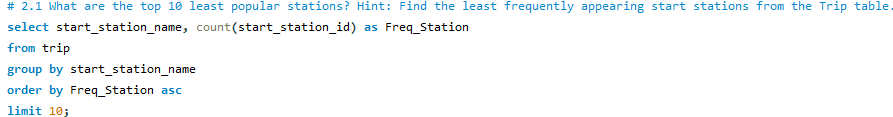 # 2.1 What are the top 10 least popular stations? Hint: Find the least frequently appearing start stations from the Trip table.
select start_station_name, count(start_station_id) as Freq_Station
from trip
group by start_station_name
order by Freq_Station asc
limit 10;